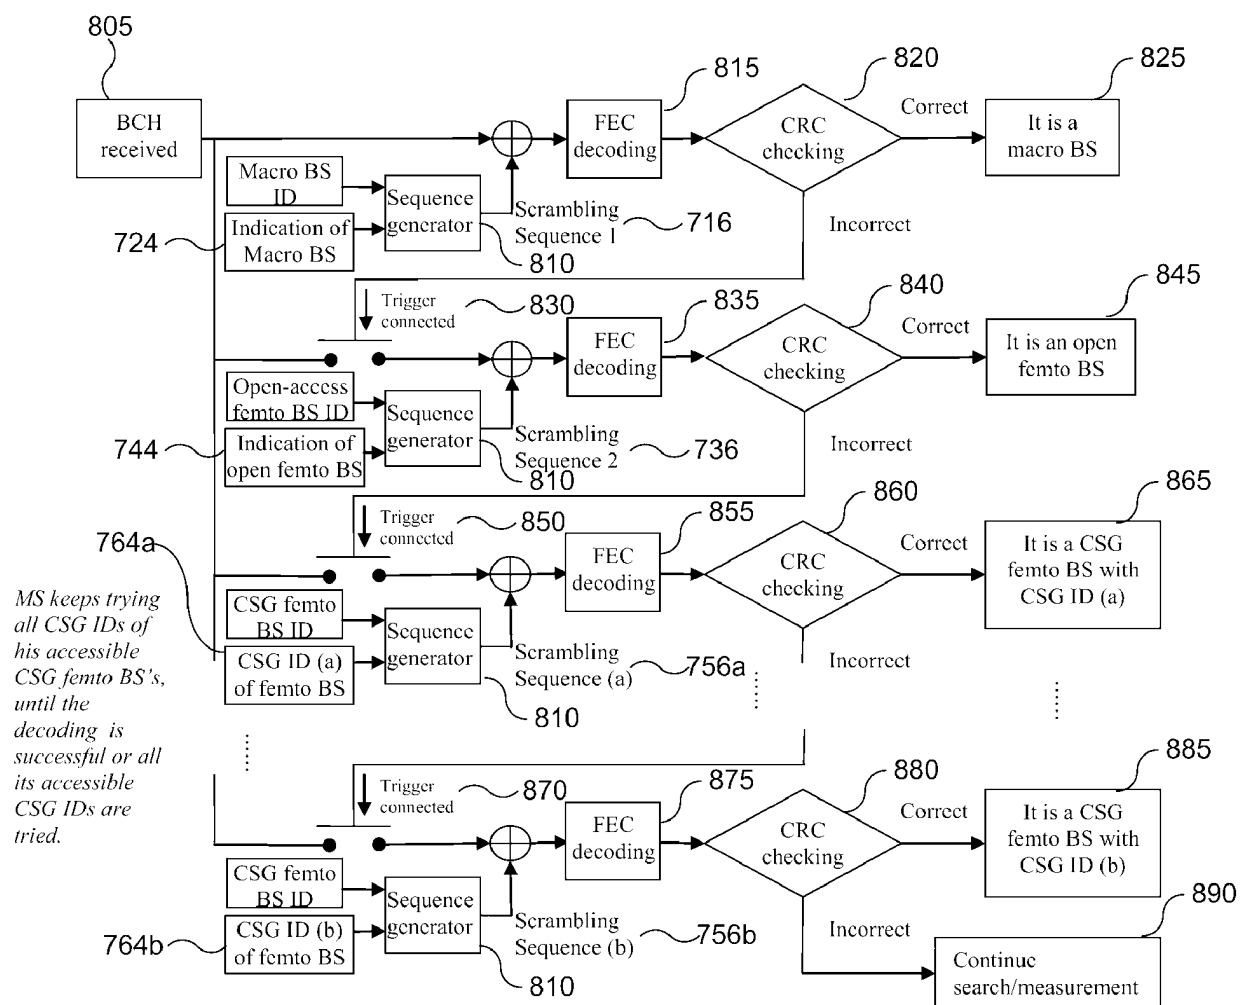 805
BCH
received
815
FEC
decoding
820
CRC
checking
Correct
825
It is a
macro BS
Macro BS
ID
724
Indication of
Macro BS
Sequence
generator
810
Scrambling
Sequence 1
716
Incorrect
Trigger
connected
830
835
FEC
decoding
840
CRC
checking
Correct
845
It is an open
femto BS
Open-access
femto BS ID
744
Indication of
open femto BS
Sequence
generator
810
Scrambling
Sequence 2
736
Incorrect
Trigger
connected
850
855
FEC
decoding
860
CRC
checking
Correct
865
It is a CSG
femto BS with
CSG ID (a)
764a
CSG femto
BS ID
CSG ID (a)
of femto BS
Sequence
generator
810
Scrambling
Sequence (a)
756a
Incorrect
MS keeps trying
all CSG IDs of
his accessible
CSG femto BS's,
until the
decoding is
successful or all
its accessible
CSG IDs are
tried.
Trigger
connected
870
875
FEC
decoding
880
CRC
checking
Correct
885
It is a CSG
femto BS with
CSG ID (b)
CSG femto
BS ID
764b
CSG ID (b)
of femto BS
Sequence
generator
810
Scrambling
Sequence (b)
756b
Incorrect
890
Continue
search/measurement